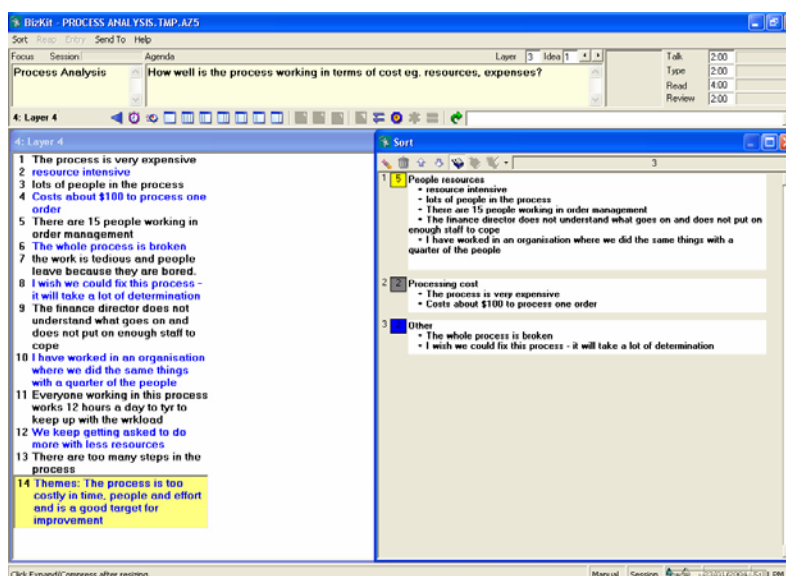 BizKit - PROCESS ANALYSIS.TMP.AZ5
Sort Reap Entry Send To Help
Focus Session Agenda Layer 3 Idea 1
Process Analysis
How well is the process working in terms of cost eg. resources, expenses?
Talk 2:00
Type 2:00
Read 4:00
Review 2:00
4: Layer 4
4: Layer 4
1 The process is very expensive
2 resource intensive
3 lots of people in the process
4 Costs about $100 to process one
order
5 There are 15 people working in
order management
6 The whole process is broken
7 the work is tedious and people
leave because they are bored.
8 I wish we could fix this process -
it will take a lot of determination
9 The finance director does not
understand what goes on and
does not put on enough staff to
cope
10 I have worked in an organisation
where we did the same things
with a quarter of the people
11 Everyone working in this process
works 12 hours a day to tyr to
keep up with the wrkload
12 We keep getting asked to do
more with less resources
13 There are too many steps in the
process
14 Themes: The process is too
costly in time, people and effort
and is a good target for
improvement
Sort
3
1 5 People resources
• resource intensive
• lots of people in the process
• There are 15 people working in order management
• The finance director does not understand what goes on and does not put on
enough staff to cope
• I have worked in an organisation where we did the same things with a
quarter of the people
2 2 Processing cost
• The process is very expensive
• Costs about $100 to process one order
3 Other
• The whole process is broken
• I wish we could fix this process - it will take a lot of determination
Click Expand/Compress after resizing
Manual Session
PM